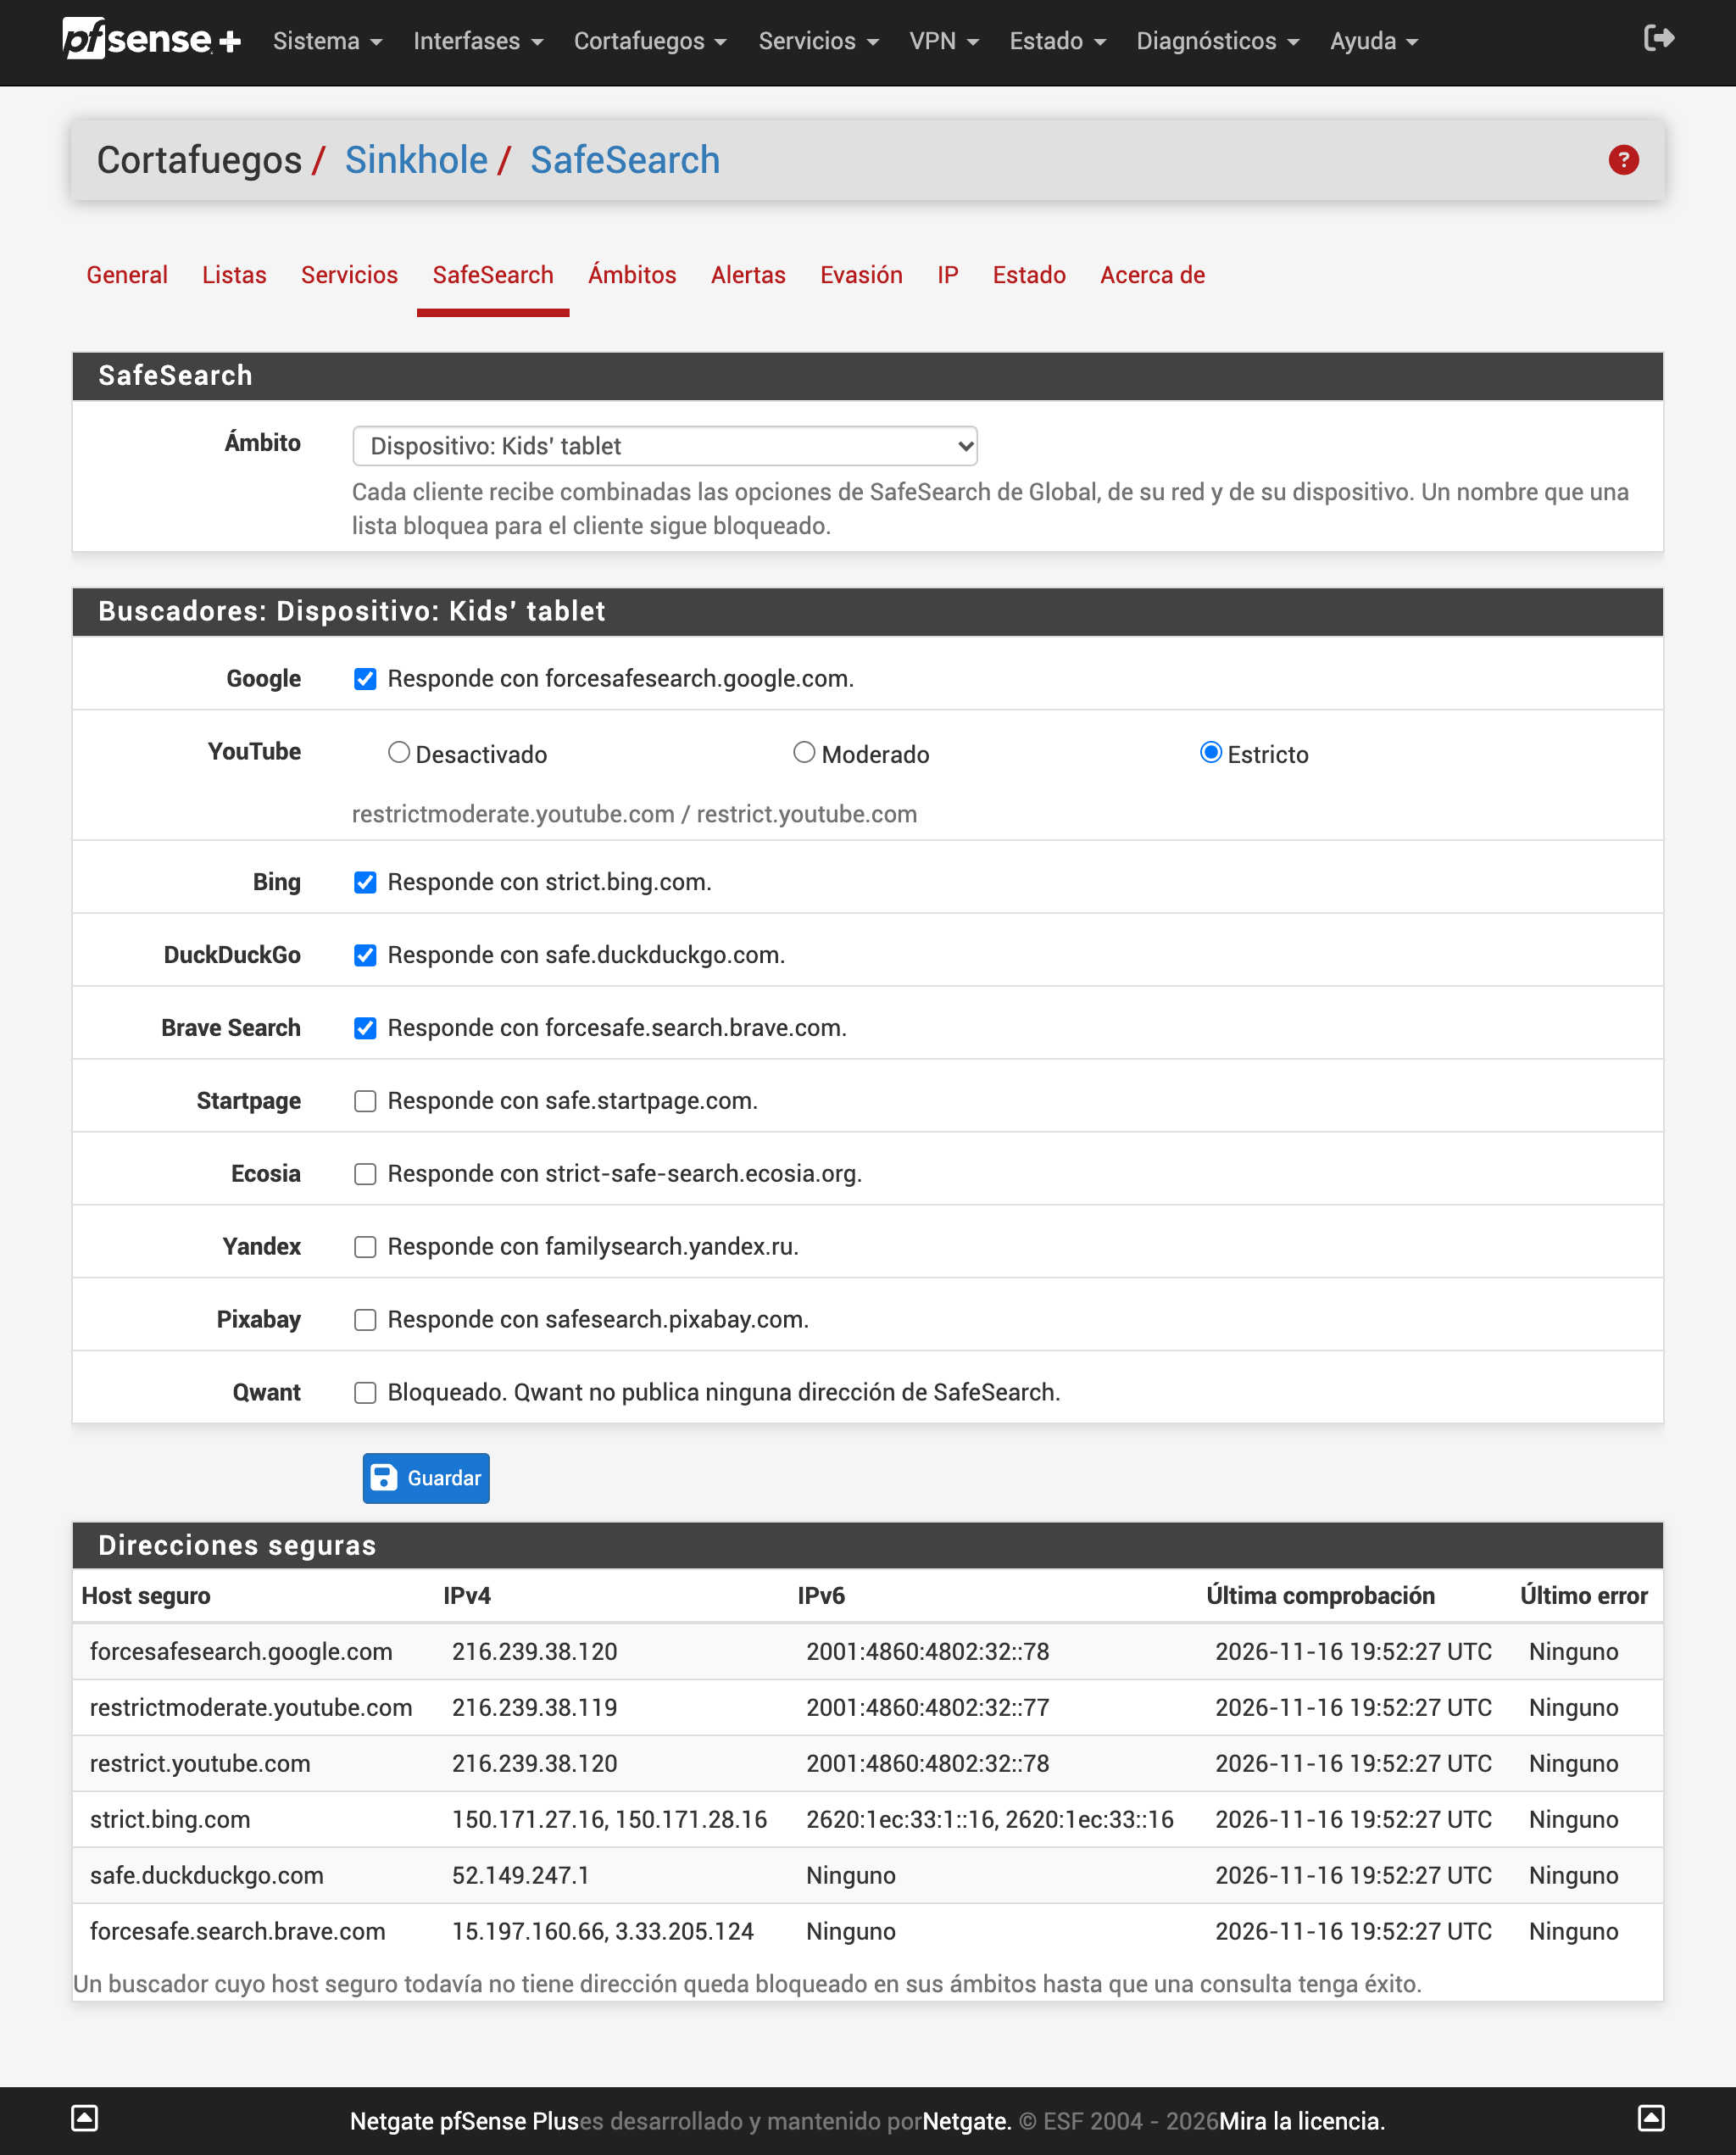 pfsense+ Sistema Interfases Cortafuegos Servicios VPN Estado Diagnósticos Ayuda
Cortafuegos / Sinkhole / SafeSearch
General Listas Servicios SafeSearch Ámbitos Alertas Evasión IP Estado Acerca de
SafeSearch
Ámbito Dispositivo: Kids' tablet
Cada cliente recibe combinadas las opciones de SafeSearch de Global, de su red y de su dispositivo. Un nombre que una
lista bloquea para el cliente sigue bloqueado.
Buscadores: Dispositivo: Kids' tablet
Google Responde con forcesafesearch.google.com.
YouTube Desactivado Moderado Estricto
restrictmoderate.youtube.com / restrict.youtube.com
Bing Responde con strict.bing.com.
DuckDuckGo Responde con safe.duckduckgo.com.
Brave Search Responde con forcesafe.search.brave.com.
Startpage Responde con safe.startpage.com.
Ecosia Responde con strict-safe-search.ecosia.org.
Yandex Responde con familysearch.yandex.ru.
Pixabay Responde con safesearch.pixabay.com.
Qwant Bloqueado. Qwant no publica ninguna dirección de SafeSearch.
Guardar
Direcciones seguras
Host seguro IPv4 IPv6 Última comprobación Último error
forcesafesearch.google.com 216.239.38.120 2001:4860:4802:32::78 2026-11-16 19:52:27 UTC Ninguno
restrictmoderate.youtube.com 216.239.38.119 2001:4860:4802:32::77 2026-11-16 19:52:27 UTC Ninguno
restrict.youtube.com 216.239.38.120 2001:4860:4802:32::78 2026-11-16 19:52:27 UTC Ninguno
strict.bing.com 150.171.27.16, 150.171.28.16 2620:1ec:33:1::16, 2620:1ec:33::16 2026-11-16 19:52:27 UTC Ninguno
safe.duckduckgo.com 52.149.247.1 Ninguno 2026-11-16 19:52:27 UTC Ninguno
forcesafe.search.brave.com 15.197.160.66, 3.33.205.124 Ninguno 2026-11-16 19:52:27 UTC Ninguno
Un buscador cuyo host seguro todavía no tiene dirección queda bloqueado en sus ámbitos hasta que una consulta tenga éxito.
Netgate pfSense Pluses desarrollado y mantenido porNetgate. © ESF 2004 - 2026Mira la licencia.